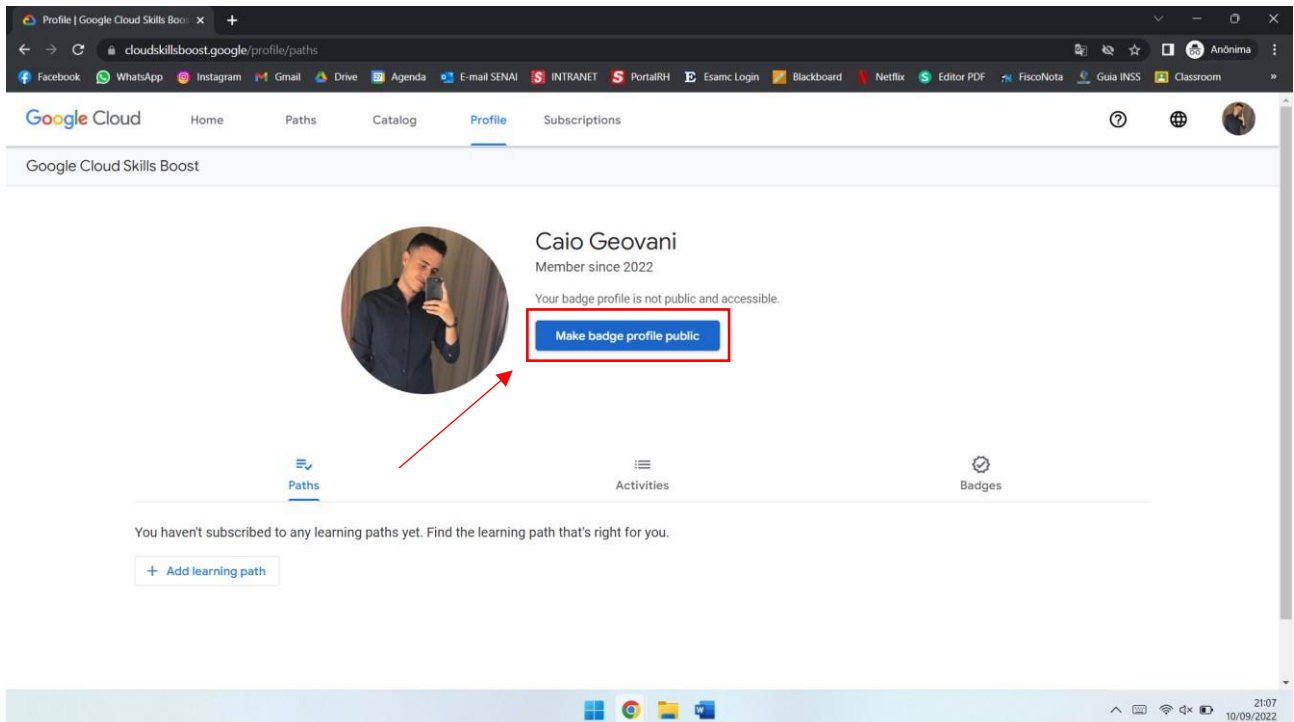 Profile | Google Cloud Skills Boo
cloudskillsboost.google/profile/paths
Anônima
Facebook WhatsApp Instagram Gmail Drive Agenda E-mail SENAI INTRANET PortalRH Esamc Login Blackboard Netflix Editor PDF FiscoNota Guia INSS Classroom »
Google Cloud Home Paths Catalog Profile Subscriptions
Google Cloud Skills Boost
Caio Geovani
Member since 2022
Your badge profile is not public and accessible.
Make badge profile public
Paths Activities Badges
You haven't subscribed to any learning paths yet. Find the learning path that's right for you.
+ Add learning path
21:07
10/09/2022